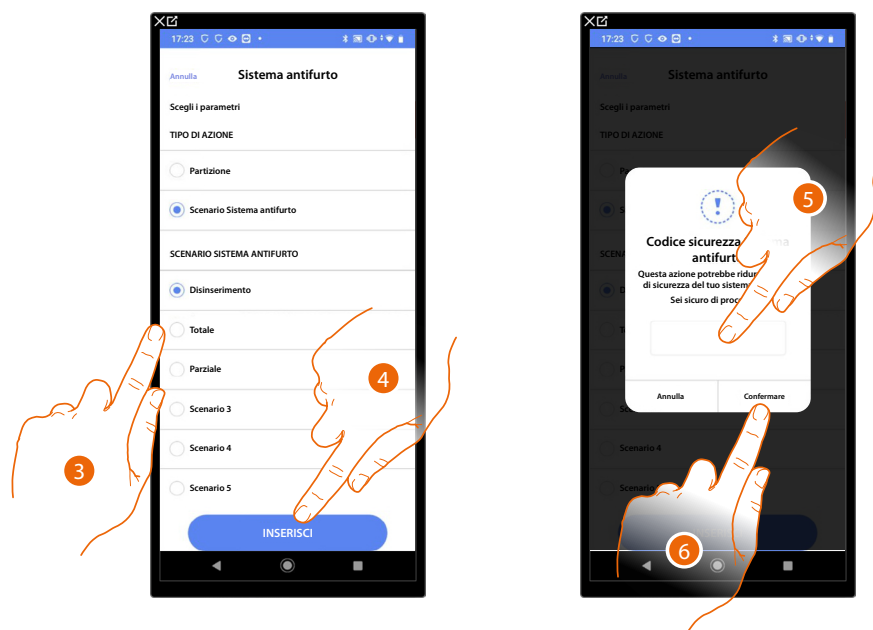 17:23
Annulla Sistema antifurto
Scegli i parametri
TIPO DI AZIONE
Partizione
Scenario Sistema antifurto
SCENARIO SISTEMA ANTIFURTO
Disinserimento
Totale
Parziale
Scenario 3
Scenario 4
Scenario 5
INSERISCI
3
4
17:23
Annulla Sistema antifurto
Scegli i parametri
TIPO DI AZIONE
Codice sicurezza
antifurt
Questa azione potrebbe ridur
di sicurezza del tuo sistem
Sei sicuro di proc
Annulla Confermare
Scenario 4
Scenario
5
6